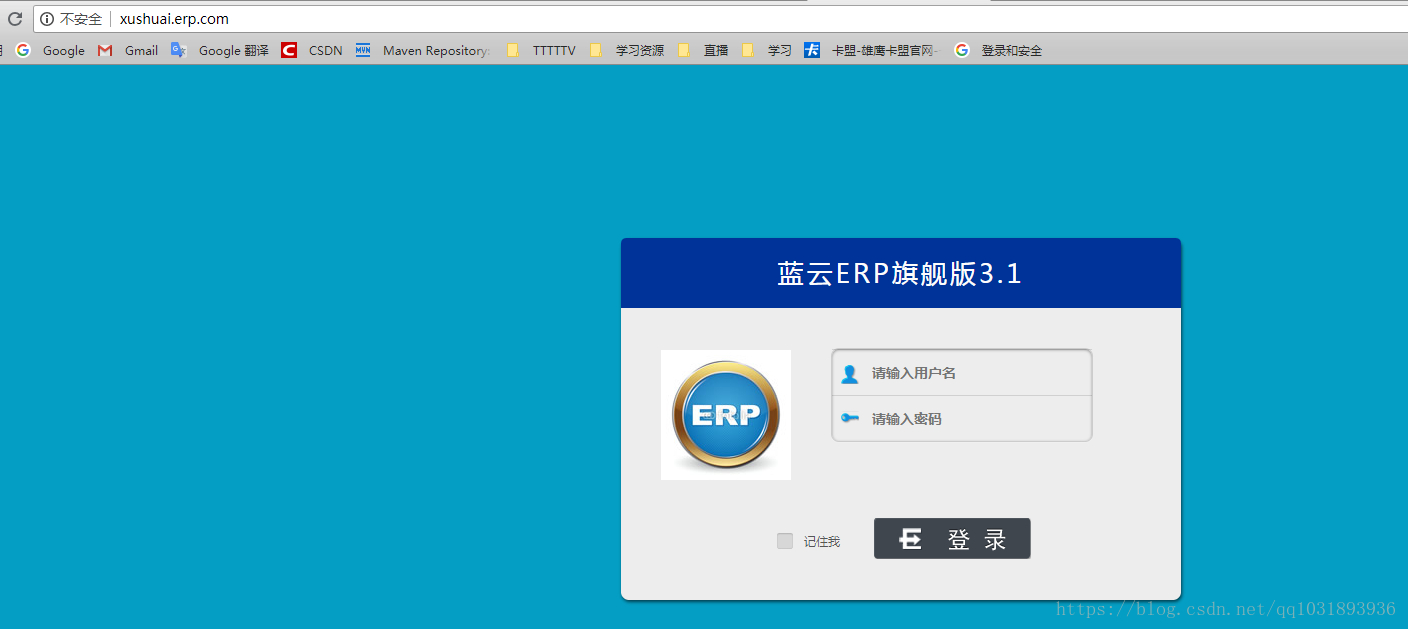 不安全 xushuai.erp.com
Google Gmail Google 翻译 CSDN Maven Repository: TTTTTV 学习资源 直播 学习 卡盟-雄鹰卡盟官网- 登录和安全
蓝云ERP旗舰版3.1
ERP
请输入用户名
请输入密码
记住我
登 录
https://blog.csdn.net/qq1031893936